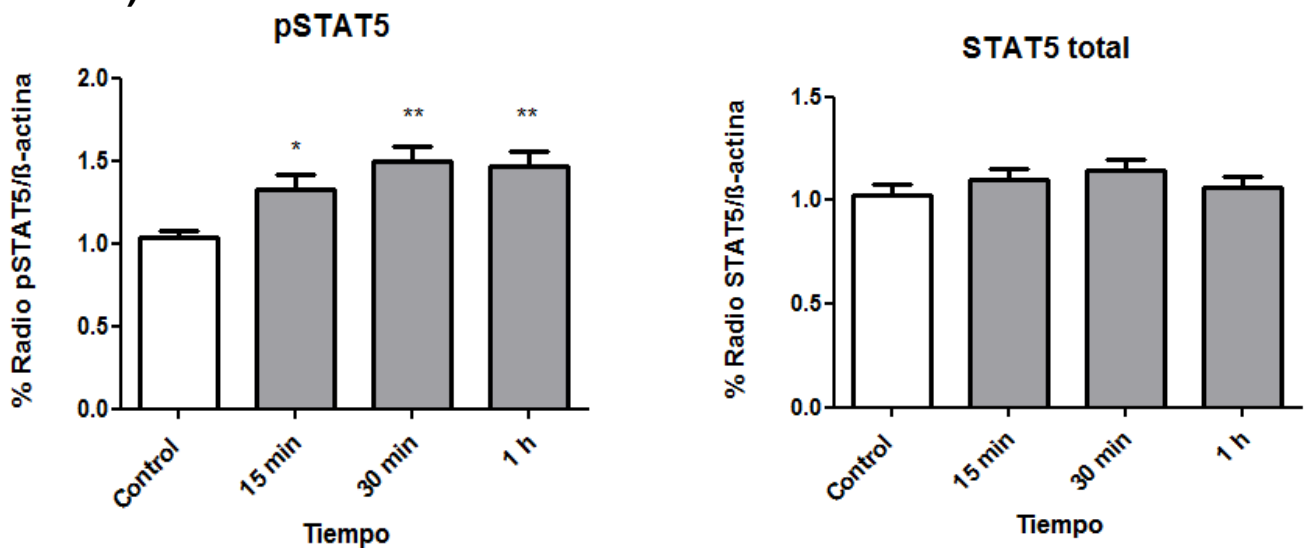 )
pSTAT5
% Radio pSTAT5/ß-actina
2.0
1.5
1.0
0.5
0.0
*
**
**
Control
15 min
30 min
1 h
Tiempo
STAT5 total
% Radio STAT5/ß-actina
1.5
1.0
0.5
0.0
Control
15 min
30 min
1 h
Tiempo